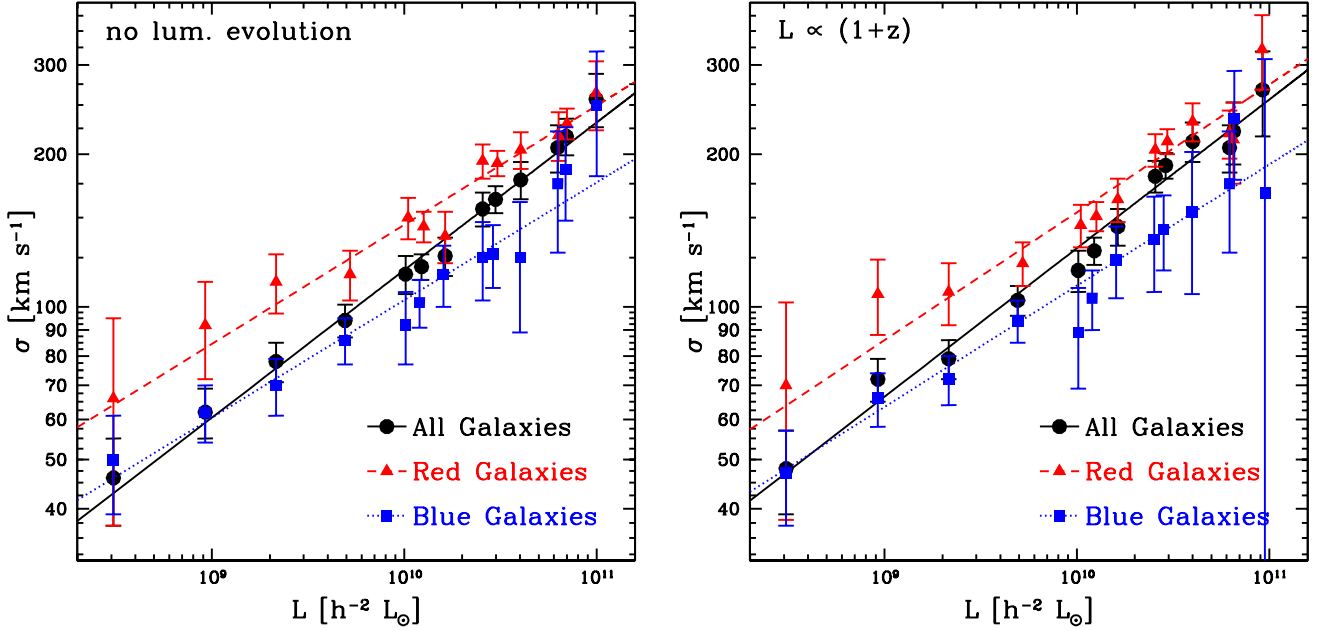 no lum. evolution
300
200
100
90
80
70
60
50
40
σ [km s⁻¹]
All Galaxies
Red Galaxies
Blue Galaxies
10⁹
10¹⁰
10¹¹
L [h⁻² L☉]
L ∝ (1+z)
300
200
100
90
80
70
60
50
40
σ [km s⁻¹]
All Galaxies
Red Galaxies
Blue Galaxies
10⁹
10¹⁰
10¹¹
L [h⁻² L☉]